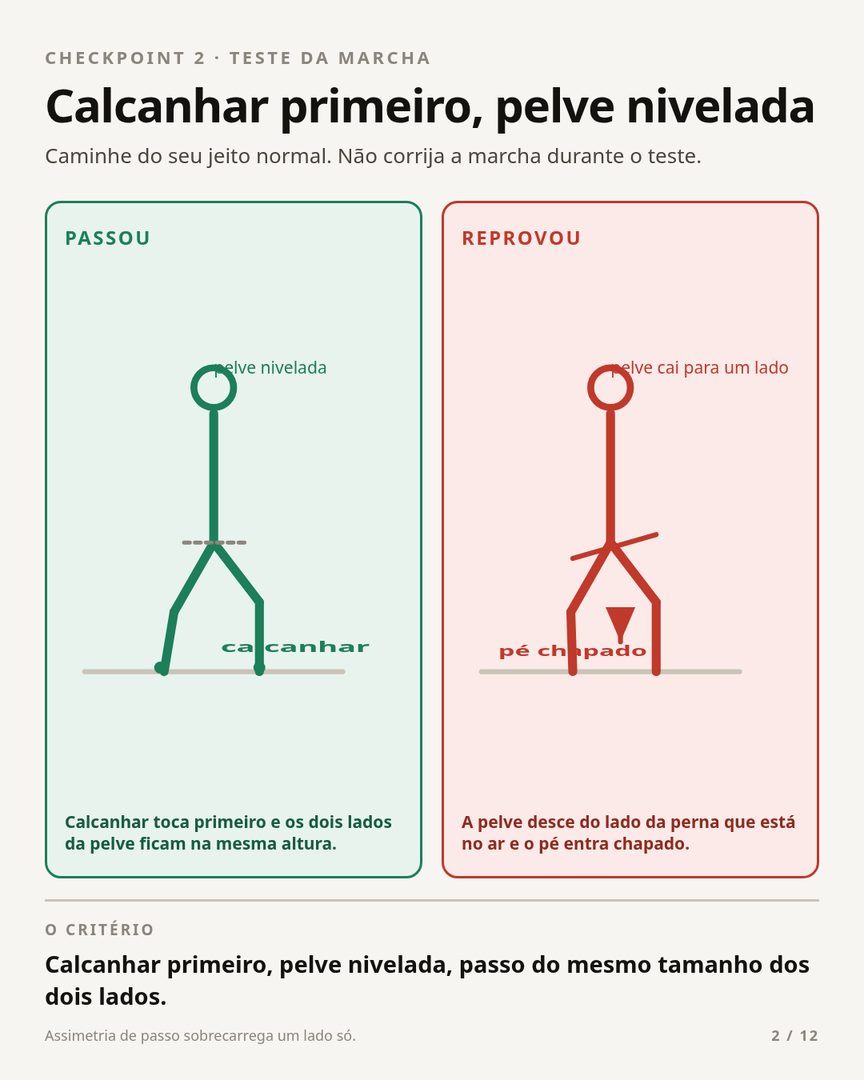 CHECKPOINT 2 · TESTE DA MARCHA
Calcanhar primeiro, pelve nivelada
Caminhe do seu jeito normal. Não corrija a marcha durante o teste.
PASSOU
pelve nivelada
calcanhar
Calcanhar toca primeiro e os dois lados
da pelve ficam na mesma altura.
REPROVOU
pelve cai para um lado
pé chapado
A pelve desce do lado da perna que está
no ar e o pé entra chapado.
O CRITÉRIO
Calcanhar primeiro, pelve nivelada, passo do mesmo tamanho dos
dois lados.
Assimetria de passo sobrecarrega um lado só.
2 / 12